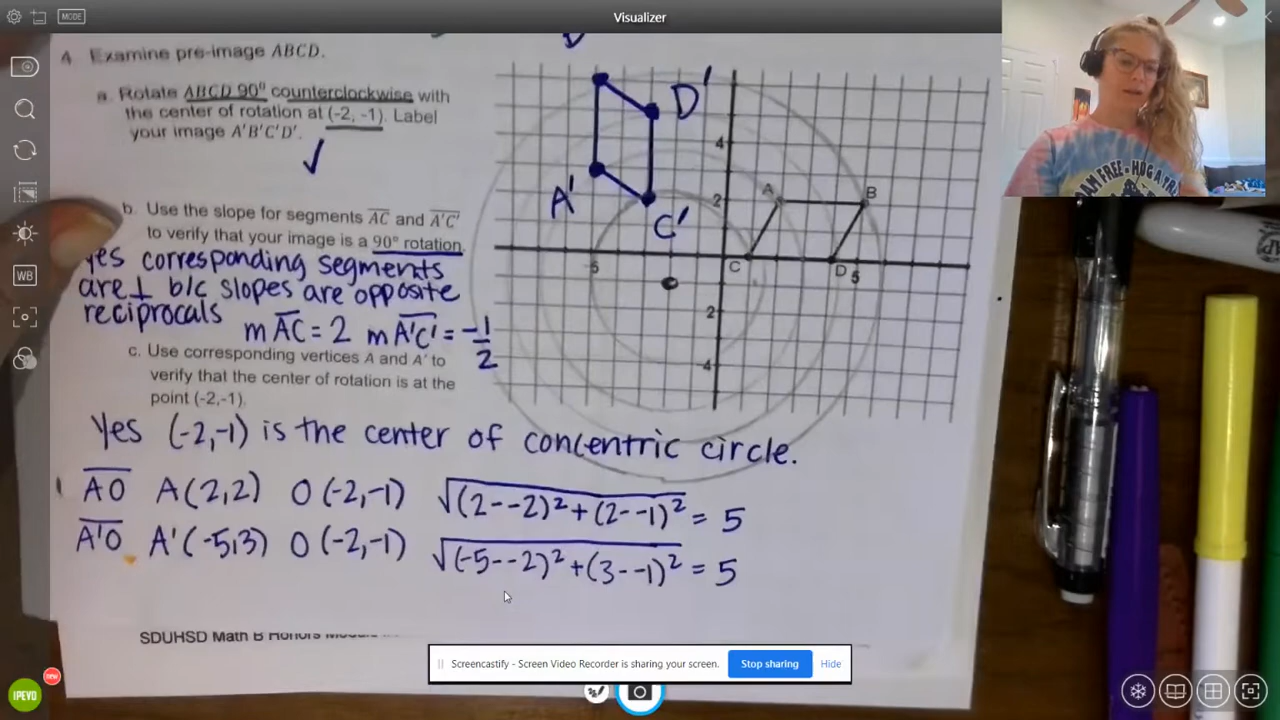 MODE
Visualizer
4 Examine pre-image ABCD.
a. Rotate ABCD 90⁰ counterclockwise with
the center of rotation at (-2, -1). Label
your image A'B'C'D'.
✓
b. Use the slope for segments AC and A'C'
to verify that your image is a 90° rotation.
yes corresponding segments
are ⊥ b/c slopes are opposite
reciprocals
m AC = 2 m A'C' = -1/2
c. Use corresponding vertices A and A' to
verify that the center of rotation is at the
point (-2,-1).
Yes (-2,-1) is the center of concentric circle.
AO A(2,2) O(-2,-1) √(2--2)²+(2--1)² = 5
A'O A'(-5,3) O(-2,-1) √(-5--2)²+(3--1)² = 5
SDUHSD Math B Honors
D'
A'
C'
A
B
C
D
4
2
-5
5
2
-4
WB
new
IPEVO
Screencastify - Screen Video Recorder is sharing your screen.
Stop sharing
Hide